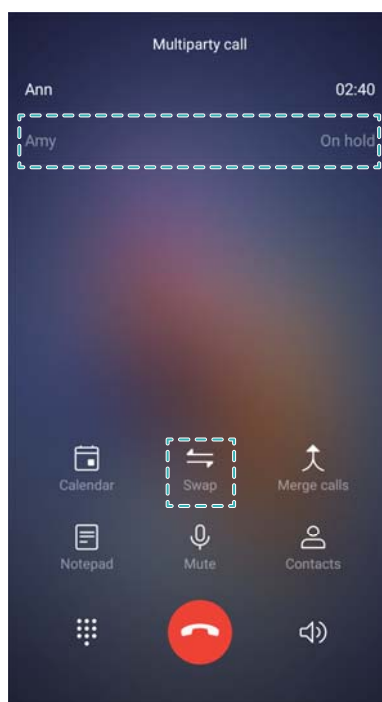 Multiparty call
Ann 02:40
Amy On hold
Calendar Swap Merge calls
Notepad Mute Contacts